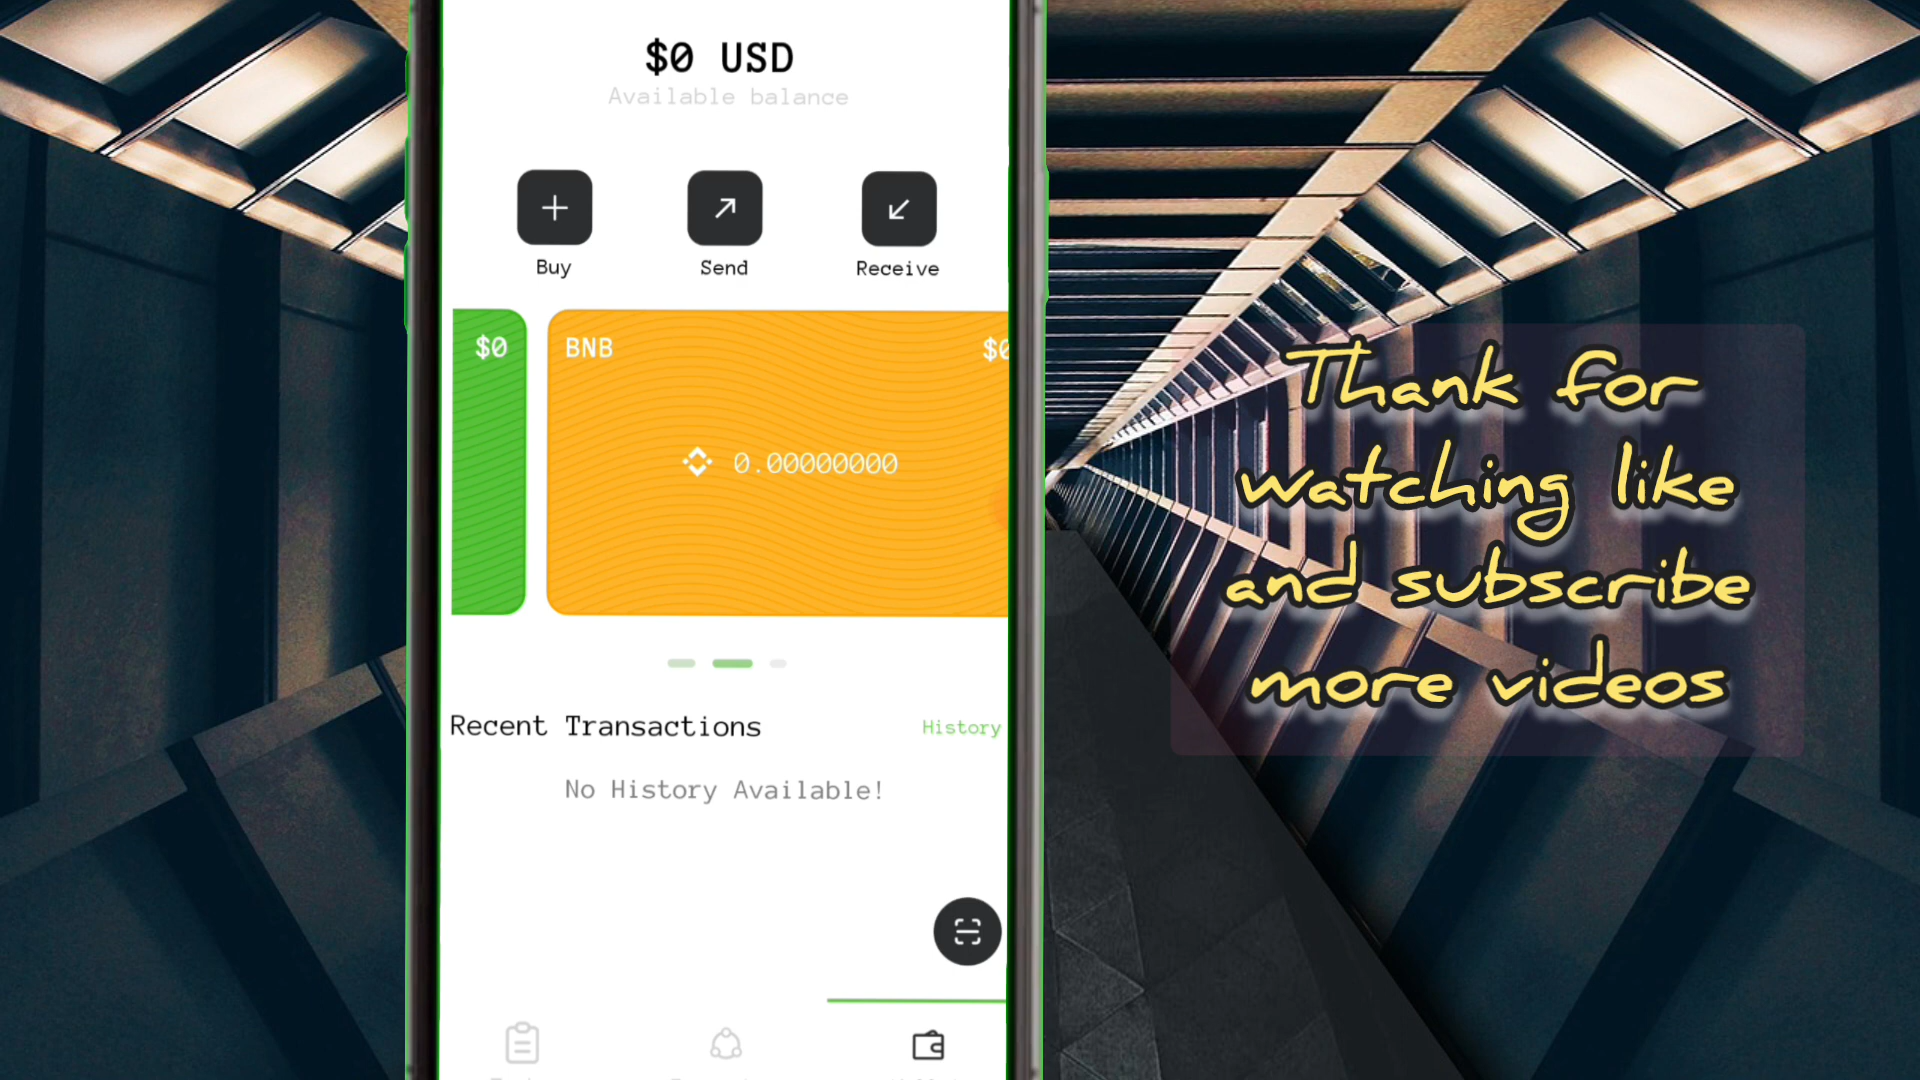 $0 USD
Available balance
Buy
Send
Receive
$0
BNB
$0
0.00000000
Recent Transactions
History
No History Available!
Thank for
watching like
and subscribe
more videos